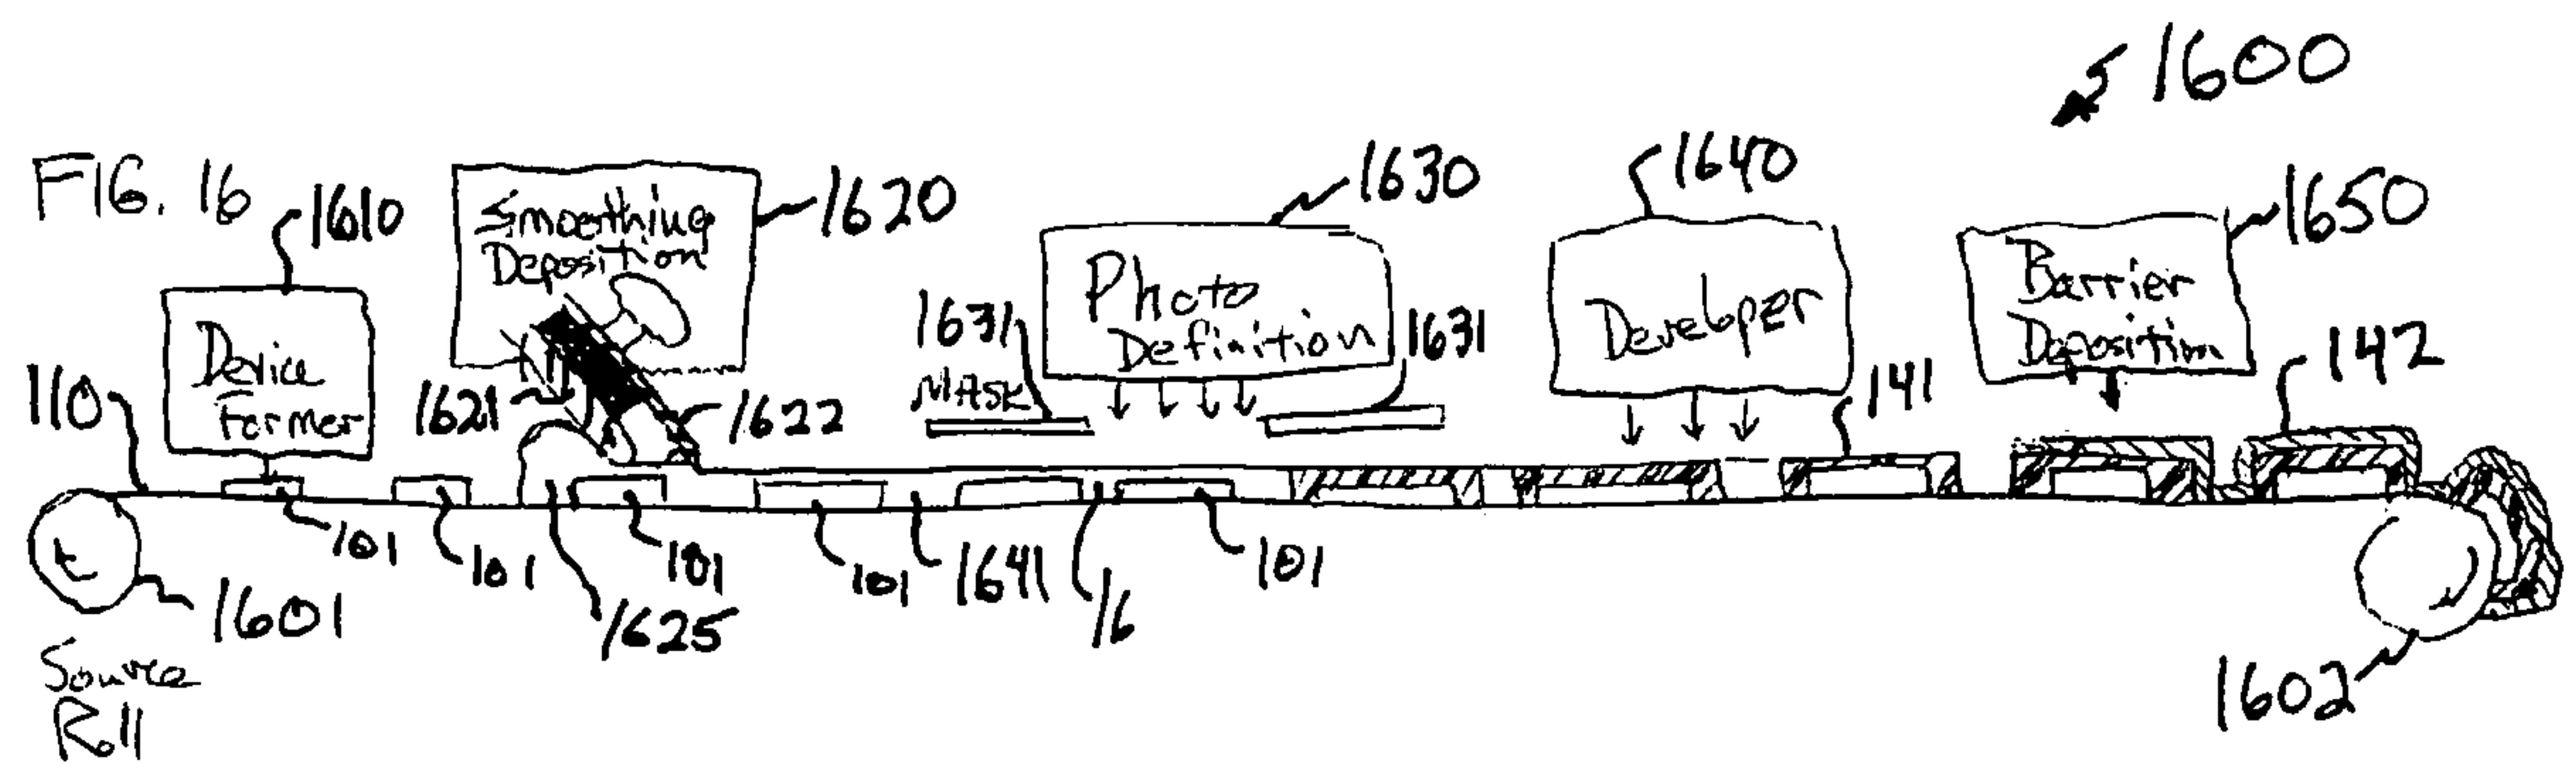 1600
FIG. 16
1610
Smoothing
Deposition
1620
1630
1640
1650
Device
Former
Photo
Definition
Developer
Barrier
Deposition
1631
1631
MASK
110
1621
1622
141
142
101
101
101
101
1641
16
101
1601
1625
1602
Source
Roll